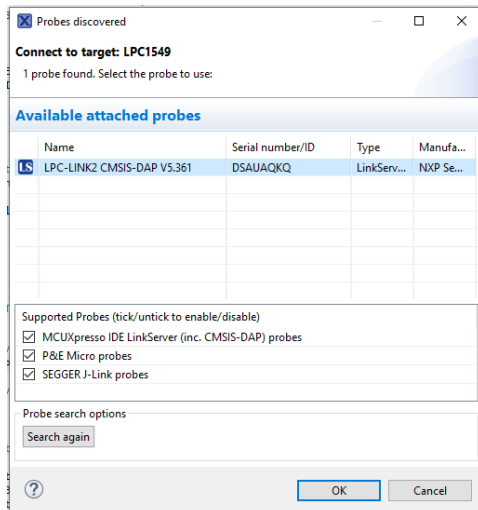 Probes discovered
Connect to target: LPC1549
1 probe found. Select the probe to use:
Available attached probes
Name Serial number/ID Type Manufa...
LS LPC-LINK2 CMSIS-DAP V5.361 DSAUAQKQ LinkServ... NXP Se...
Supported Probes (tick/untick to enable/disable)
MCUXpresso IDE LinkServer (inc. CMSIS-DAP) probes
P&E Micro probes
SEGGER J-Link probes
Probe search options
Search again
? OK Cancel